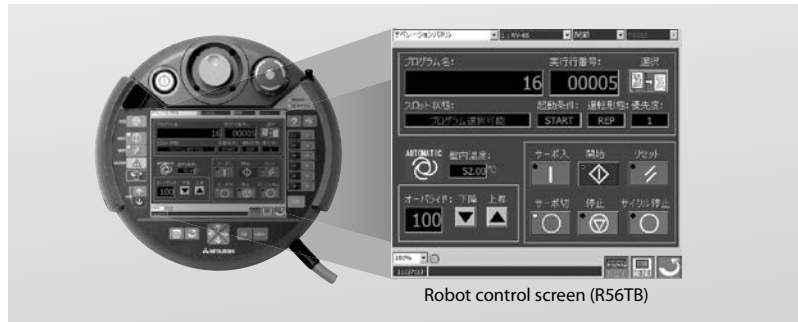 オペレーションパネル
プログラム名:
実行行番号:
選択
16
00005
スロット状態:
起動条件:
運転形態:
優先度:
プログラム選択可能
START
REP
1
AUTOMATIC
盤内温度:
52.00
℃
サーボ入
開始
リセット
オーバライド:
下降
上昇
100
サーボ切
停止
サイクル停止
100%
11:37:33
MENU
MITSUBISHI
Robot control screen (R56TB)